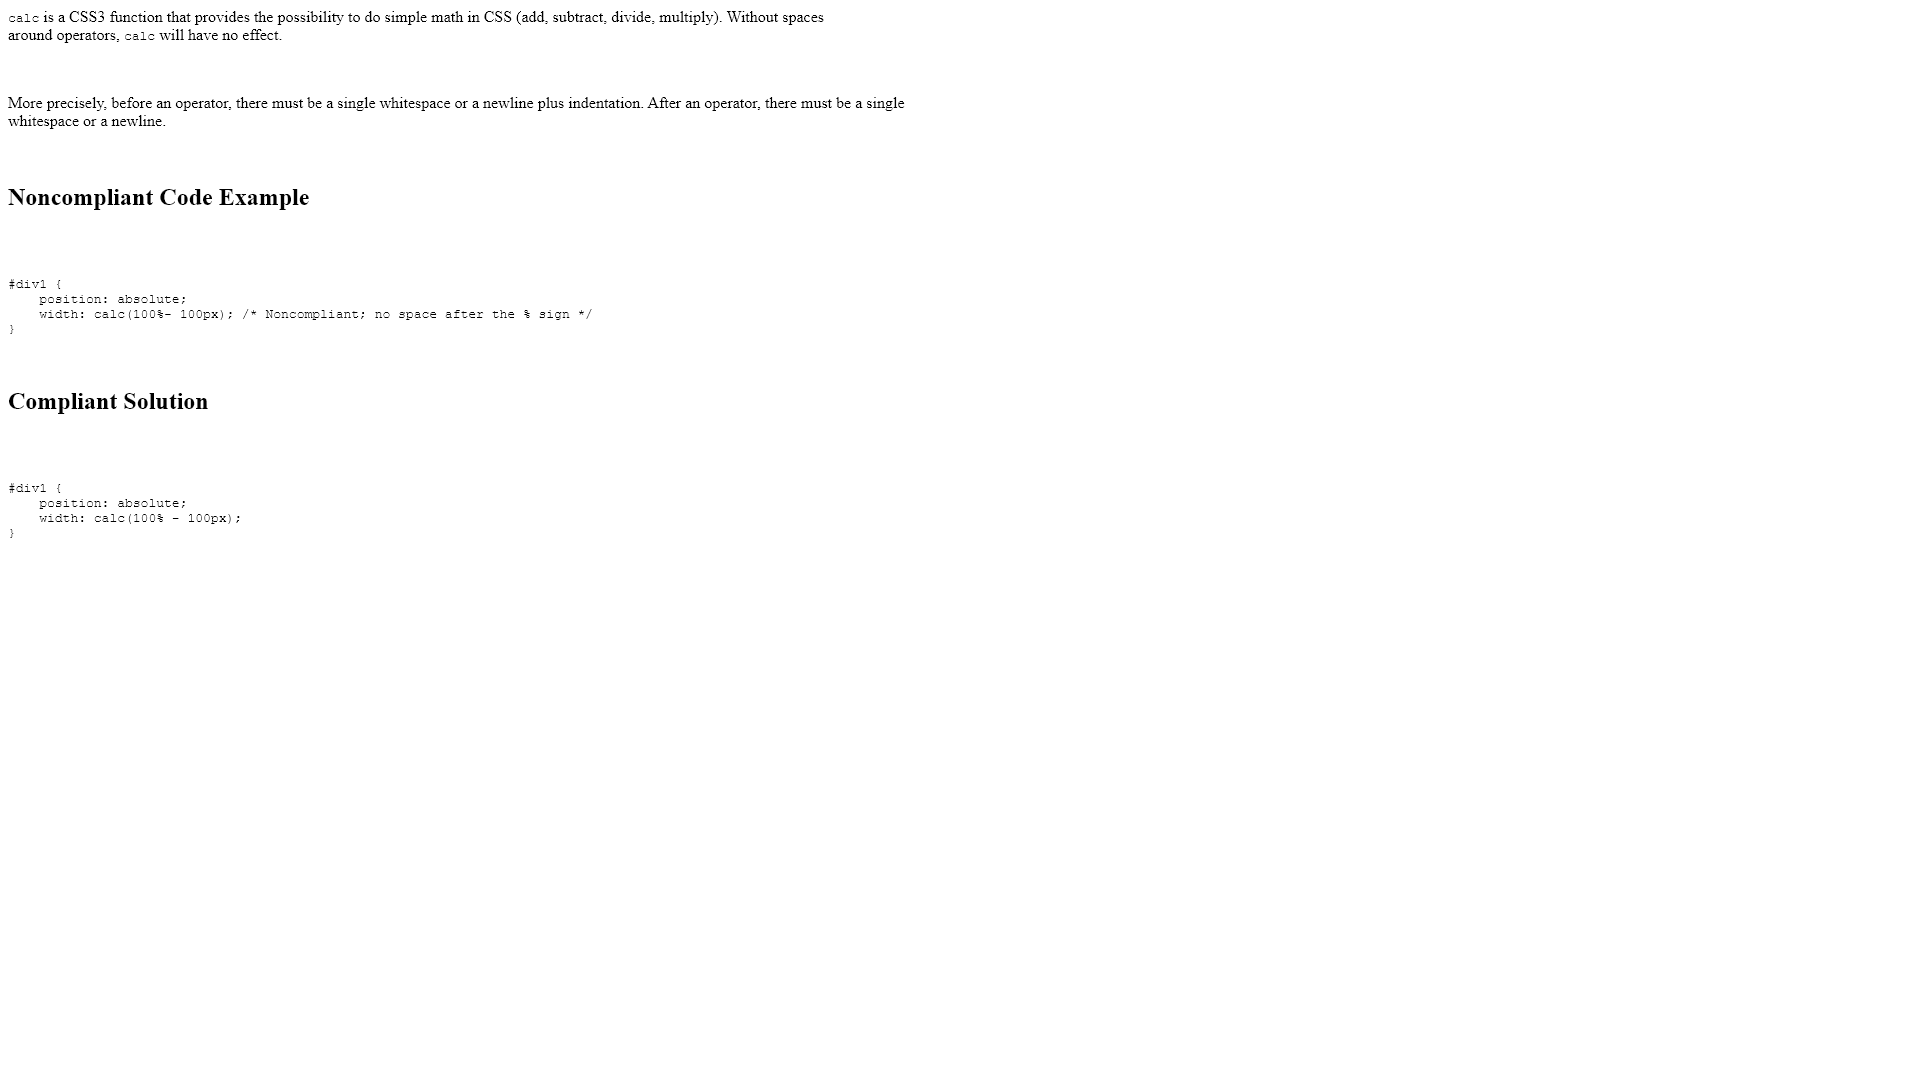 calc is a CSS3 function that provides the possibility to do simple math in CSS (add, subtract, divide, multiply). Without spaces
around operators, calc will have no effect.
More precisely, before an operator, there must be a single whitespace or a newline plus indentation. After an operator, there must be a single
whitespace or a newline.
Noncompliant Code Example
#div1 {
    position: absolute;
    width: calc(100%- 100px); /* Noncompliant; no space after the % sign */
}
Compliant Solution
#div1 {
    position: absolute;
    width: calc(100% - 100px);
}